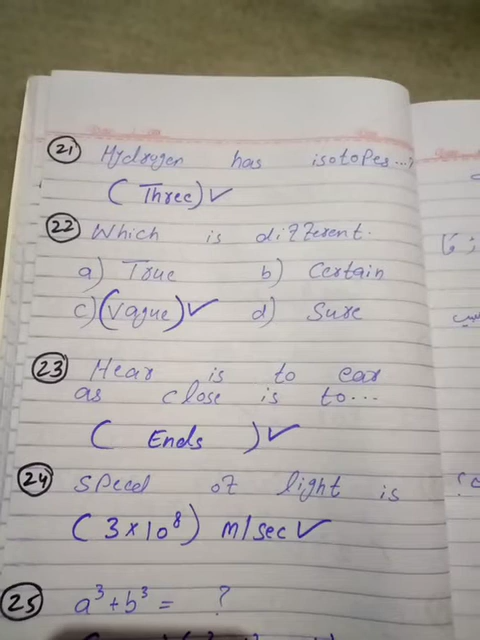 21 Hydrogen has isotopes...?
(Three)✓
22 Which is different.
a) True b) Certain
c) (Vague)✓ d) Sure
23 Hear is to ear
as close is to...
(Ends)✓
24 Speed of light is
(3×10⁸) m/sec✓
25 a³+b³= ?